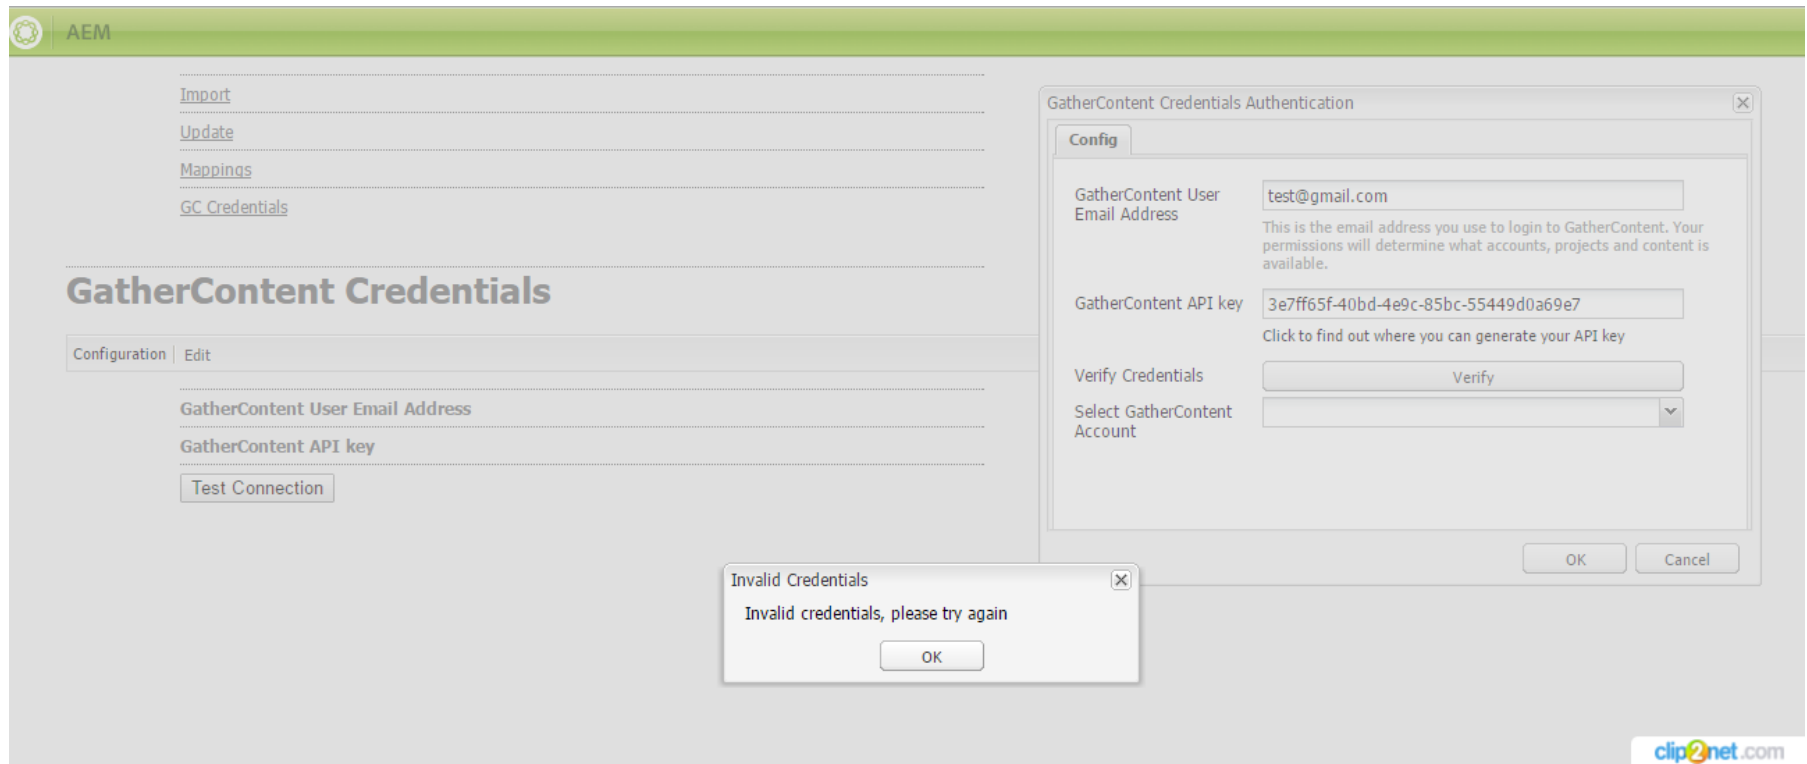 AEM
Import
Update
Mappings
GC Credentials
GatherContent Credentials
Configuration
Edit
GatherContent User Email Address
GatherContent API key
Test Connection
GatherContent Credentials Authentication
Config
GatherContent User
Email Address
test@gmail.com
This is the email address you use to login to GatherContent. Your
permissions will determine what accounts, projects and content is
available.
GatherContent API key
3e7ff65f-40bd-4e9c-85bc-55449d0a69e7
Click to find out where you can generate your API key
Verify Credentials
Verify
Select GatherContent
Account
OK
Cancel
Invalid Credentials
Invalid credentials, please try again
OK
clip2net.com